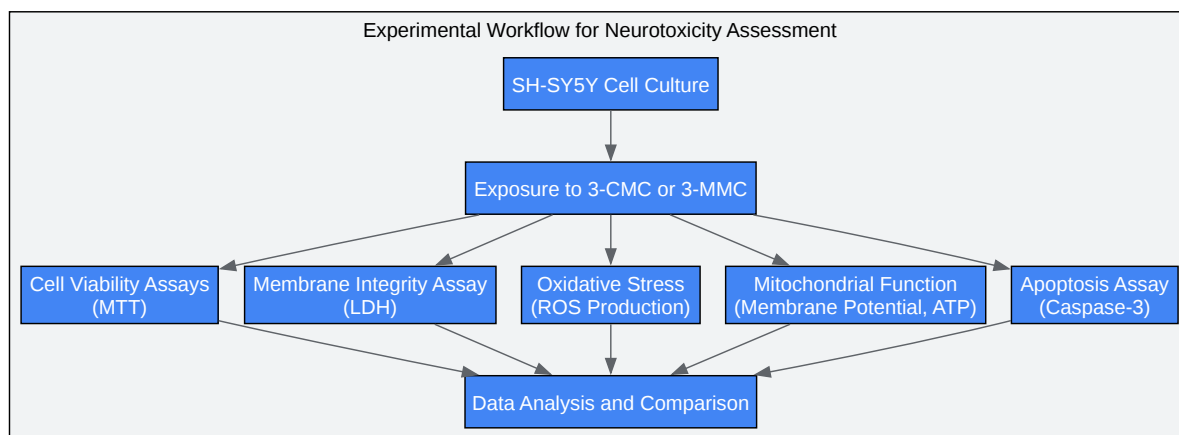 Experimental Workflow for Neurotoxicity Assessment
SH-SY5Y Cell Culture
Exposure to 3-CMC or 3-MMC
Cell Viability Assays
(MTT)
Membrane Integrity Assay
(LDH)
Oxidative Stress
(ROS Production)
Mitochondrial Function
(Membrane Potential, ATP)
Apoptosis Assay
(Caspase-3)
Data Analysis and Comparison